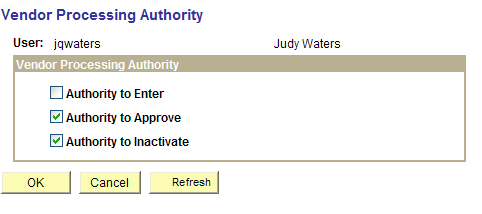 Vendor Processing Authority
User: jqwaters Judy Waters
Vendor Processing Authority
Authority to Enter
Authority to Approve
Authority to Inactivate
OK Cancel Refresh